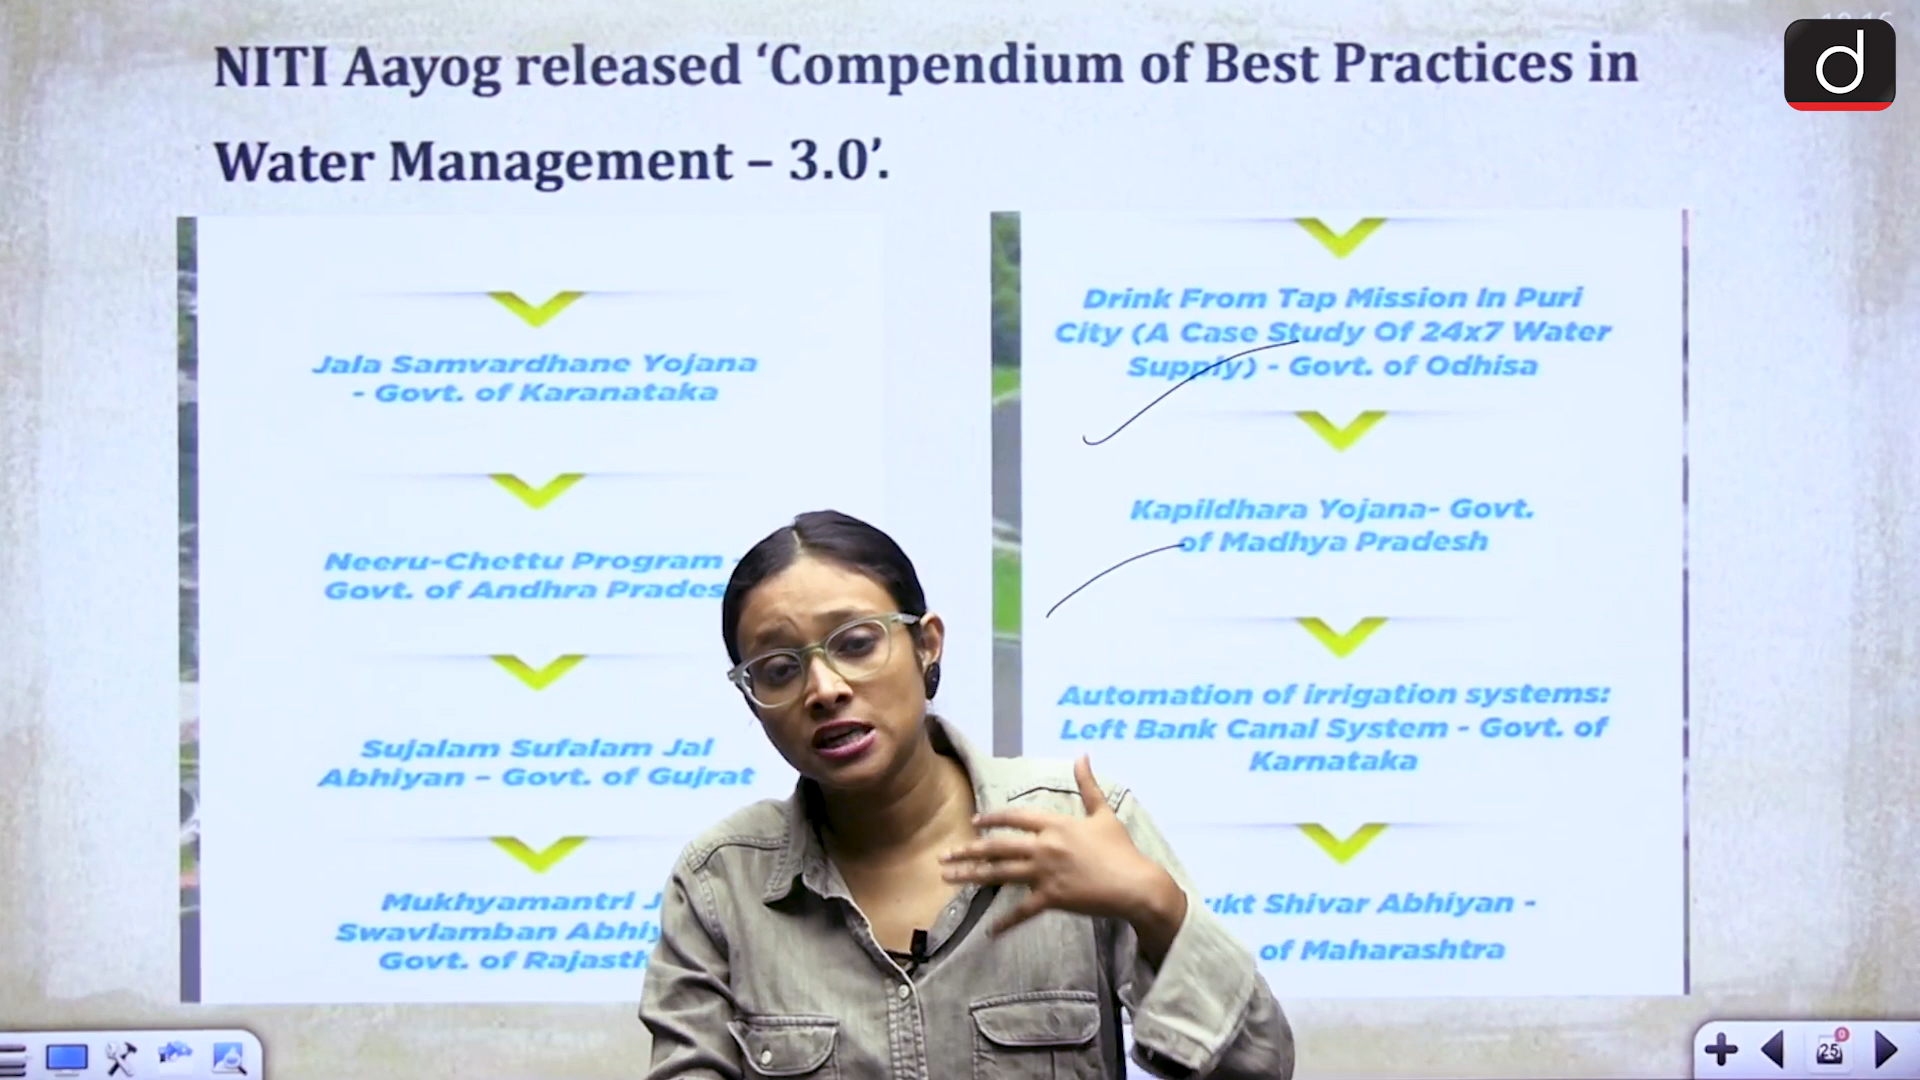 NITI Aayog released ‘Compendium of Best Practices in
Water Management – 3.0’.
Jala Samvardhane Yojana
- Govt. of Karanataka
Neeru-Chettu Program -
Govt. of Andhra
Sujalam Sufalam Jal
Abhiyan – Govt. of Gujrat
Mukhyamantri
Swavlamban
Govt. of
Drink From Tap Mission In Puri
City (A Case Study Of 24x7 Water
Supply) - Govt. of Odhisa
Kapildhara Yojana- Govt.
of Madhya Pradesh
Automation of irrigation systems:
Left Bank Canal System - Govt. of
Karnataka
Shivar Abhiyan -
of Maharashtra
d
25
0